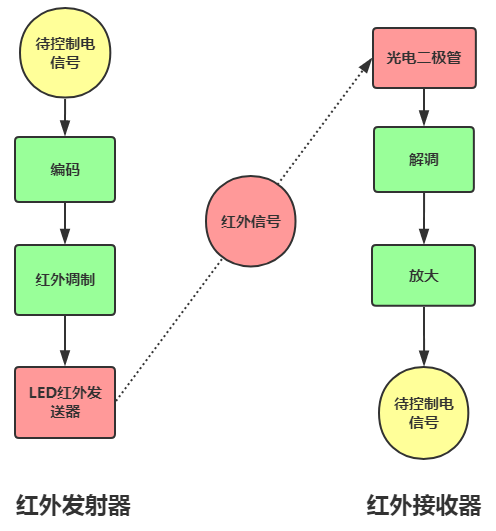 待控制电
信号
编码
红外调制
LED红外发
送器
红外发射器
红外信号
光电二极管
解调
放大
待控制电
信号
红外接收器